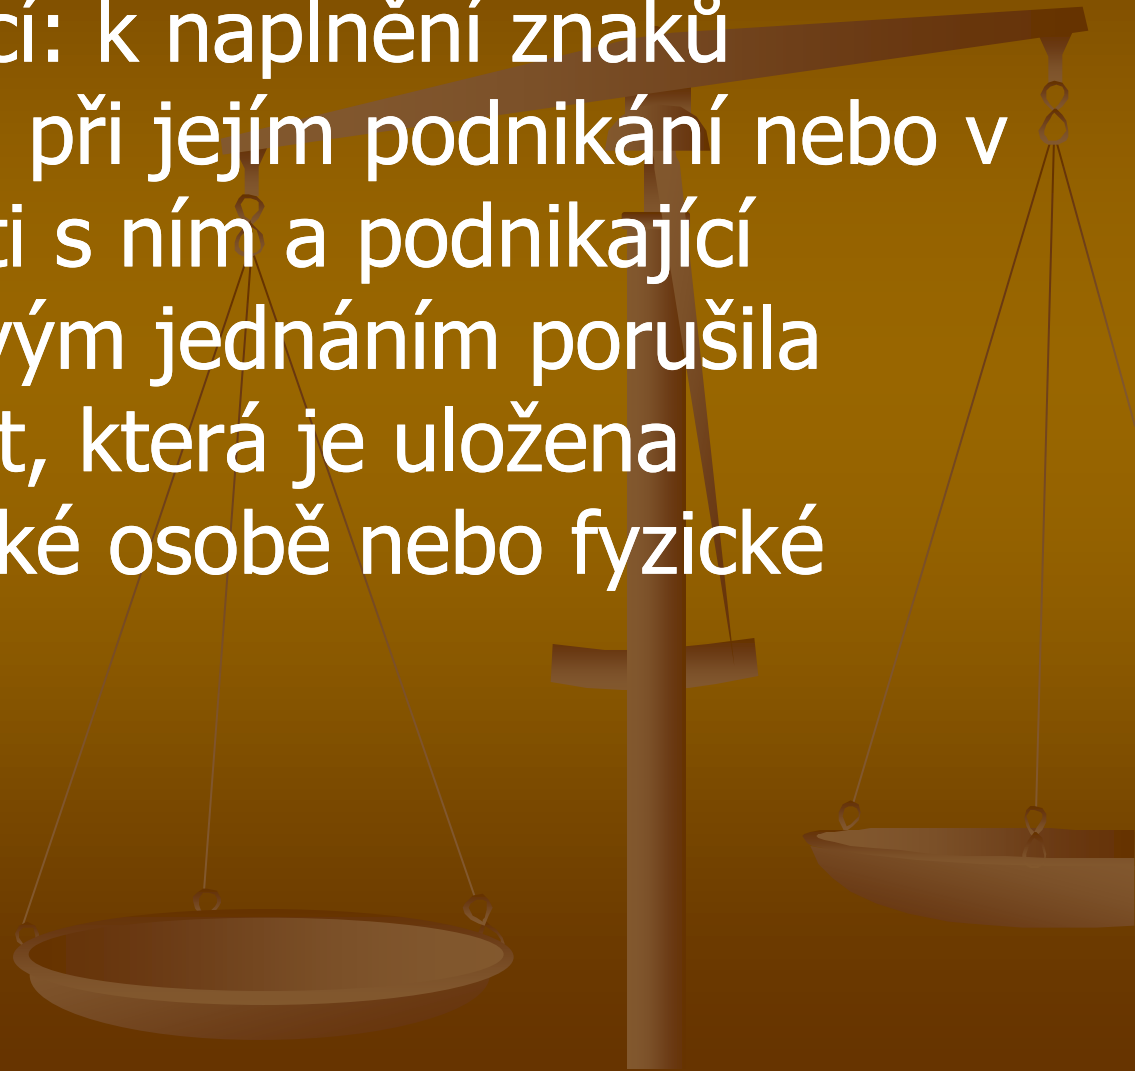 cí: k naplnění znaků
při jejím podnikání nebo v
ti s ním a podnikající
vým jednáním porušila
t, která je uložena
ké osobě nebo fyzické